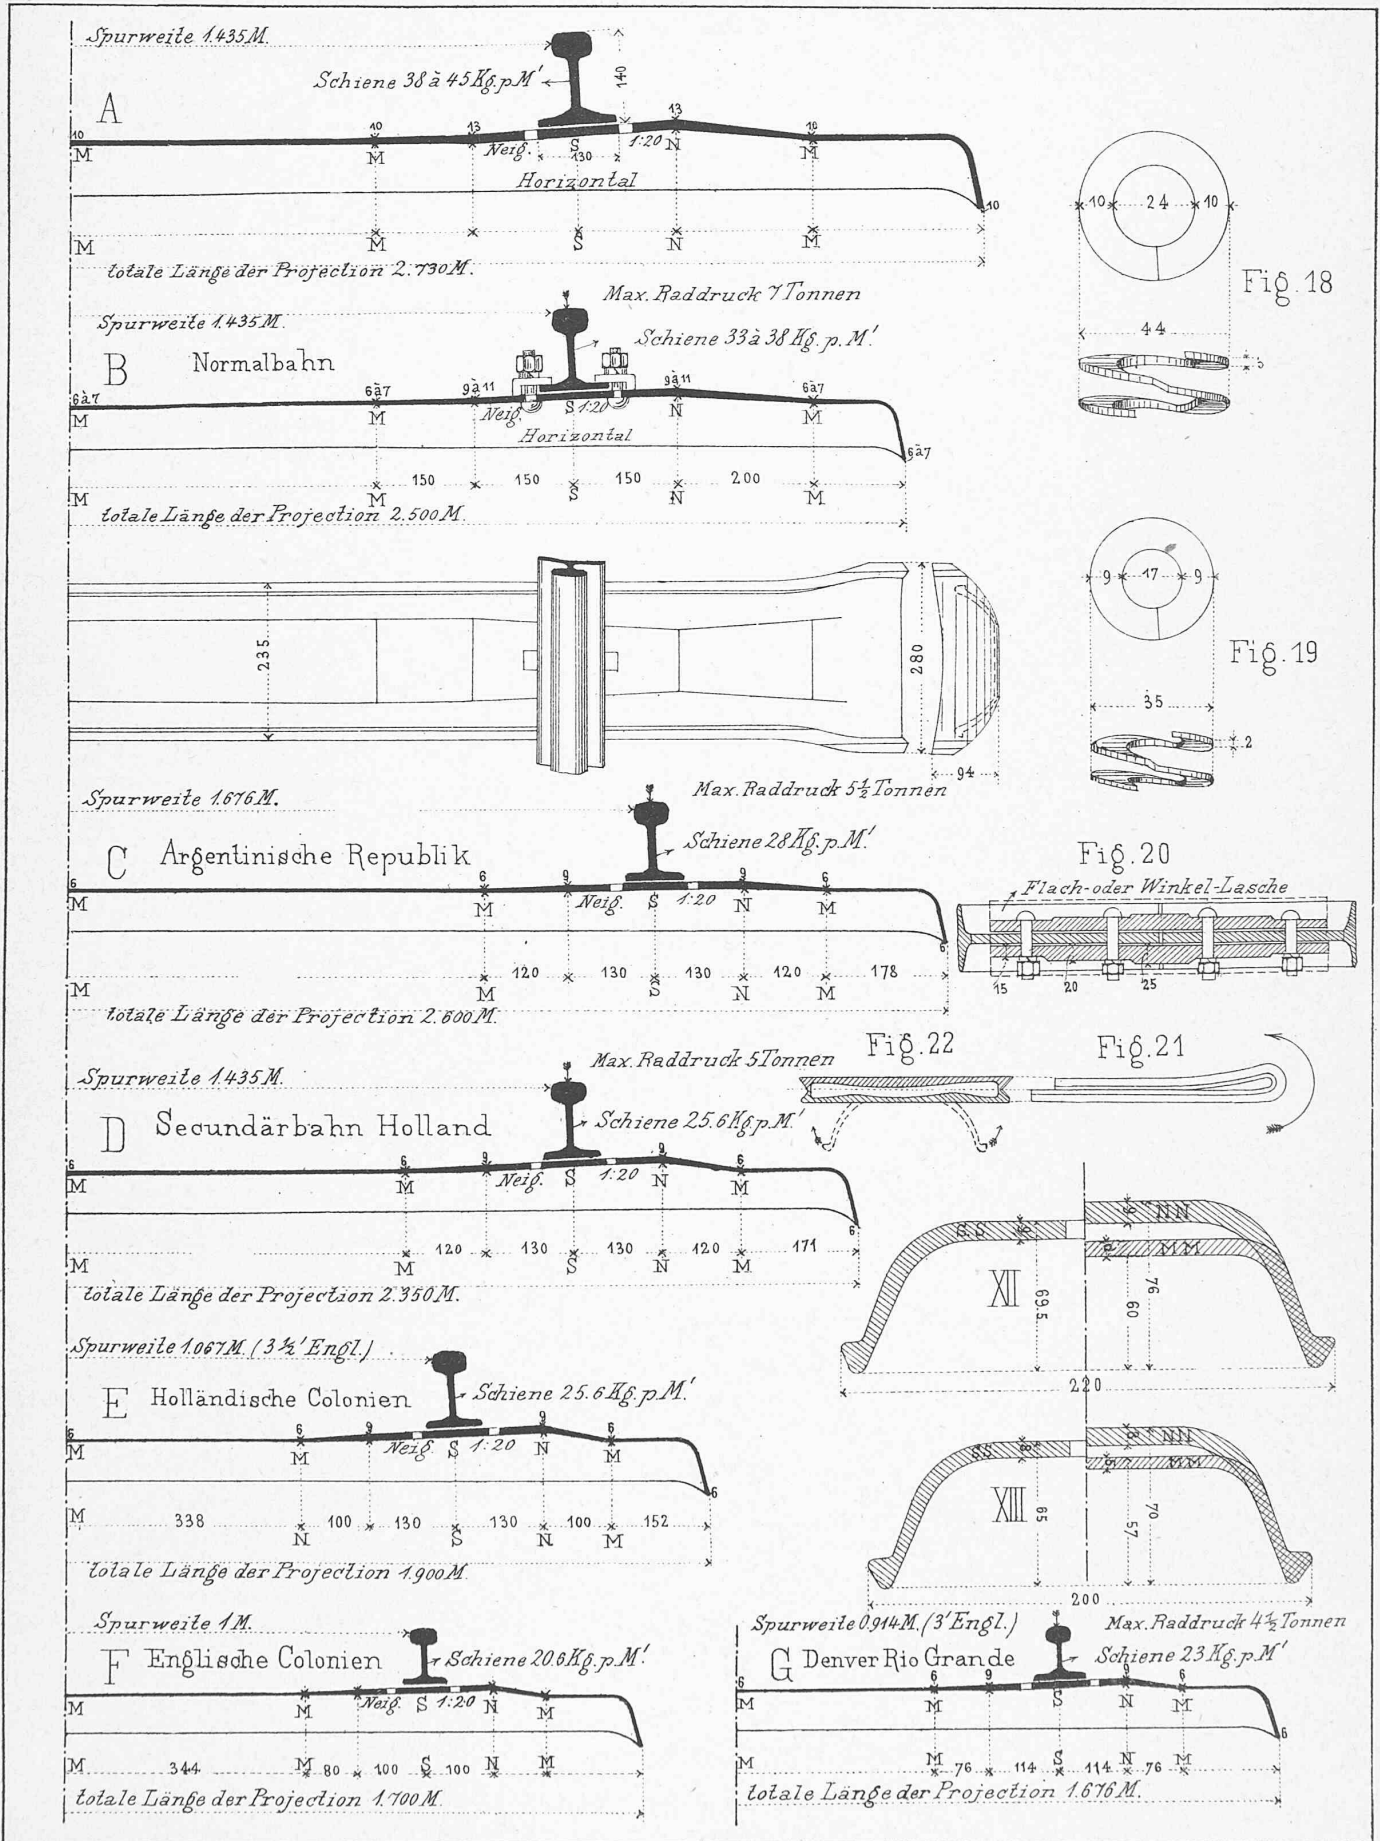 Spurweite 1.435 M.
Schiene 38 à 45 Kg. p. M'
140
A
10 10 13 13 10
M M Neig. S 1:20 N M
130
Horizontal
10
M M S N M
totale Länge der Projection 2.730 M.
Max. Raddruck 7 Tonnen
Spurweite 1.435 M.
Schiene 33 à 38 Kg. p. M'.
B Normalbahn
6à7 6à7 9à11 9à11 6à7
M M Neig. S 1:20 N M
Horizontal
6à7
150 150 150 200
M M S N M
totale Länge der Projection 2.500 M.
235
280
94
Max. Raddruck 5½ Tonnen
Spurweite 1.676 M.
Schiene 28 Kg. p. M'.
C Argentinische Republik
6 6 9 9 6
M M Neig. S 1:20 N M
6
120 130 130 120 178
M M S N M
totale Länge der Projection 2.600 M.
Max. Raddruck 5 Tonnen
Spurweite 1.435 M.
Schiene 25.6 Kg. p. M'.
D Secundärbahn Holland
6 6 9 9 6
M M Neig. S 1:20 N M
6
120 130 130 120 171
M M S N M
totale Länge der Projection 2.350 M.
Spurweite 1.067 M. (3½' Engl.)
Schiene 25.6 Kg. p. M'.
E Holländische Colonien
6 6 9 9 6
M M Neig. S 1:20 N M
6
M 338 100 130 130 100 152
N S N M
totale Länge der Projection 1.900 M.
Spurweite 1 M.
F Englische Colonien
Schiene 20.6 Kg. p. M'.
M M Neig. S 1:20 N M
M 344 M 80 100 S 100 N M
totale Länge der Projection 1.700 M.
10 24 10
Fig. 18
44
3
9 17 9
Fig. 19
35
2
Fig. 20
Flach- oder Winkel-Lasche
15 20 25
Fig. 22 Fig. 21
S.S 9 9 NN
6 MM
XII
69.5 60 76
220
SS 8 8 NN
5 MM
XIII
65 57 70
200
Spurweite 0.914 M. (3' Engl.)
Max. Raddruck 4½ Tonnen
G Denver Rio Grande
Schiene 23 Kg. p. M'
6 6 9 9 6
M M S N M
6
M M 76 114 S 114 N 76 M
totale Länge der Projection 1.676 M.